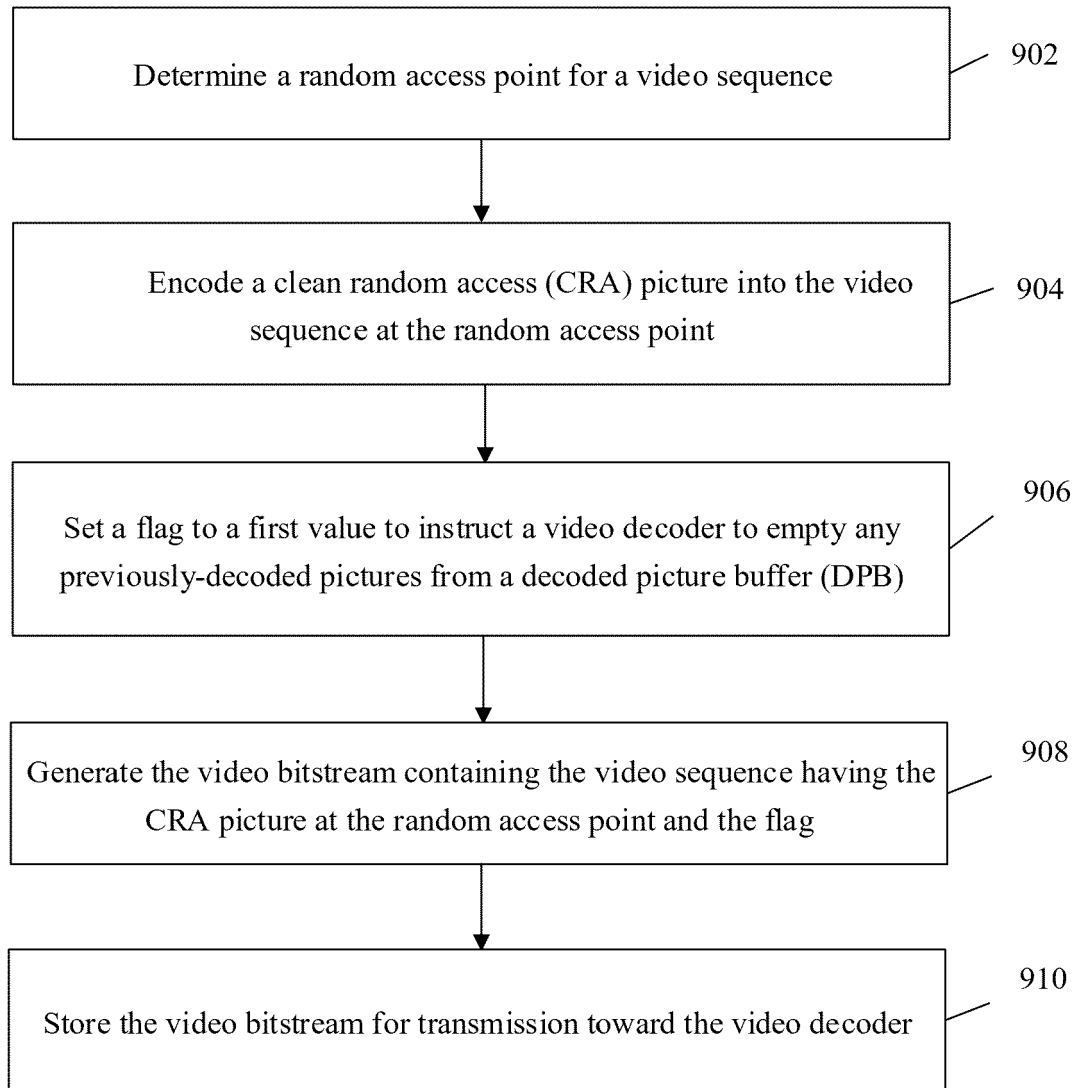 Determine a random access point for a video sequence
902
Encode a clean random access (CRA) picture into the video
sequence at the random access point
904
Set a flag to a first value to instruct a video decoder to empty any
previously-decoded pictures from a decoded picture buffer (DPB)
906
Generate the video bitstream containing the video sequence having the
CRA picture at the random access point and the flag
908
Store the video bitstream for transmission toward the video decoder
910